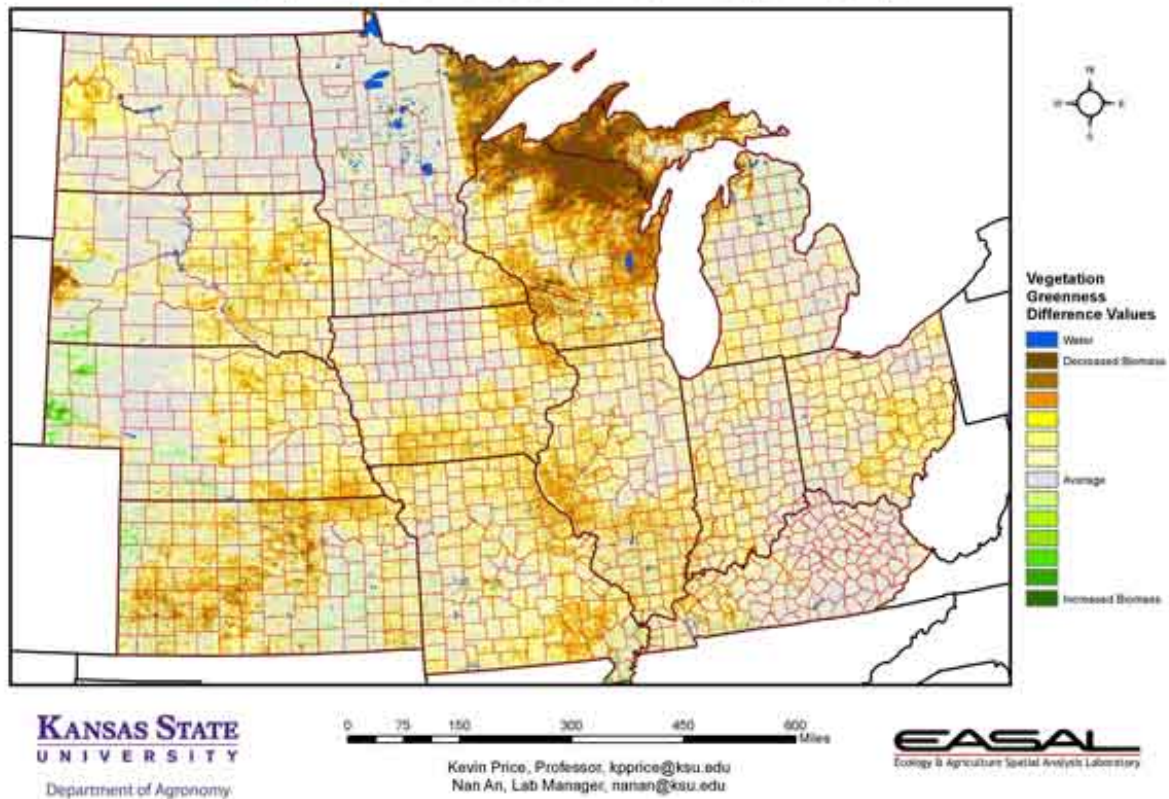 N
W E
S
Vegetation
Greenness
Difference Values
Water
Decreased Biomass
Average
Increased Biomass
KANSAS STATE
UNIVERSITY
Department of Agronomy
0 75 150 300 450 600
Miles
Kevin Price, Professor, kpprice@ksu.edu
Nan An, Lab Manager, nanan@ksu.edu
EASAL
Ecology & Agriculture Spatial Analysis Laboratory